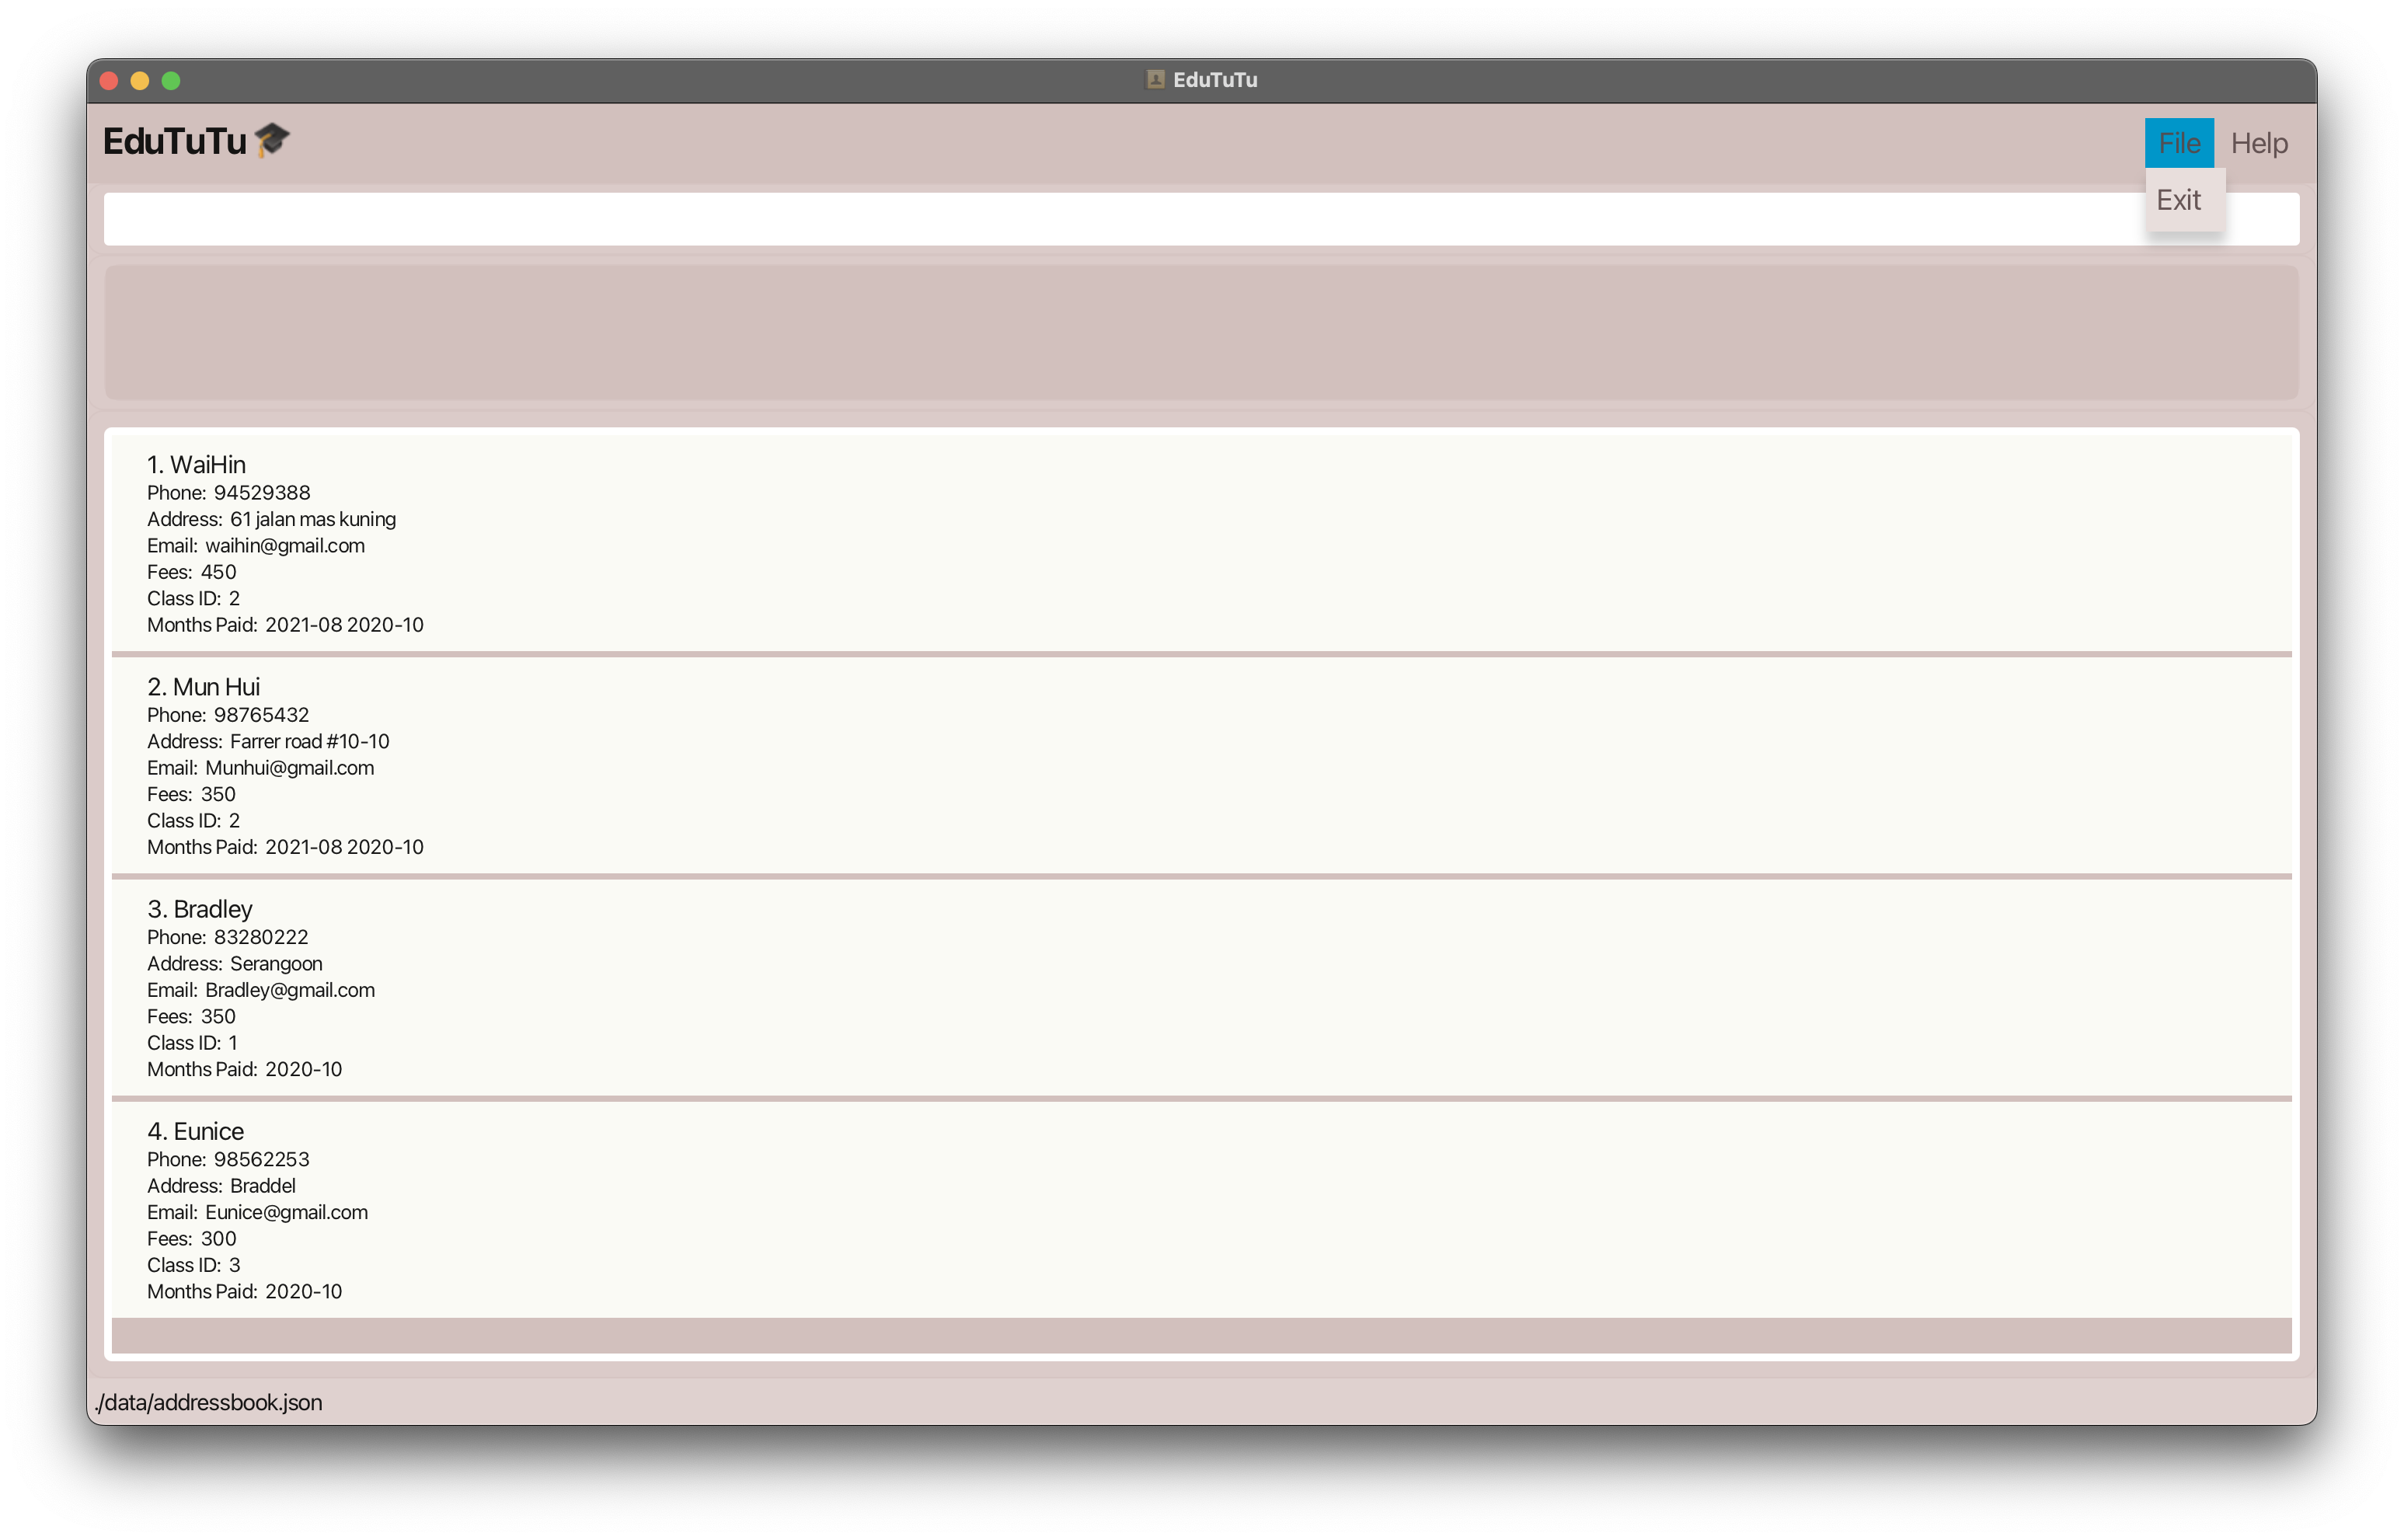 EduTuTu
EduTuTu
File Help
Exit
1. WaiHin
Phone: 94529388
Address: 61 jalan mas kuning
Email: waihin@gmail.com
Fees: 450
Class ID: 2
Months Paid: 2021-08 2020-10
2. Mun Hui
Phone: 98765432
Address: Farrer road #10-10
Email: Munhui@gmail.com
Fees: 350
Class ID: 2
Months Paid: 2021-08 2020-10
3. Bradley
Phone: 83280222
Address: Serangoon
Email: Bradley@gmail.com
Fees: 350
Class ID: 1
Months Paid: 2020-10
4. Eunice
Phone: 98562253
Address: Braddel
Email: Eunice@gmail.com
Fees: 300
Class ID: 3
Months Paid: 2020-10
./data/addressbook.json